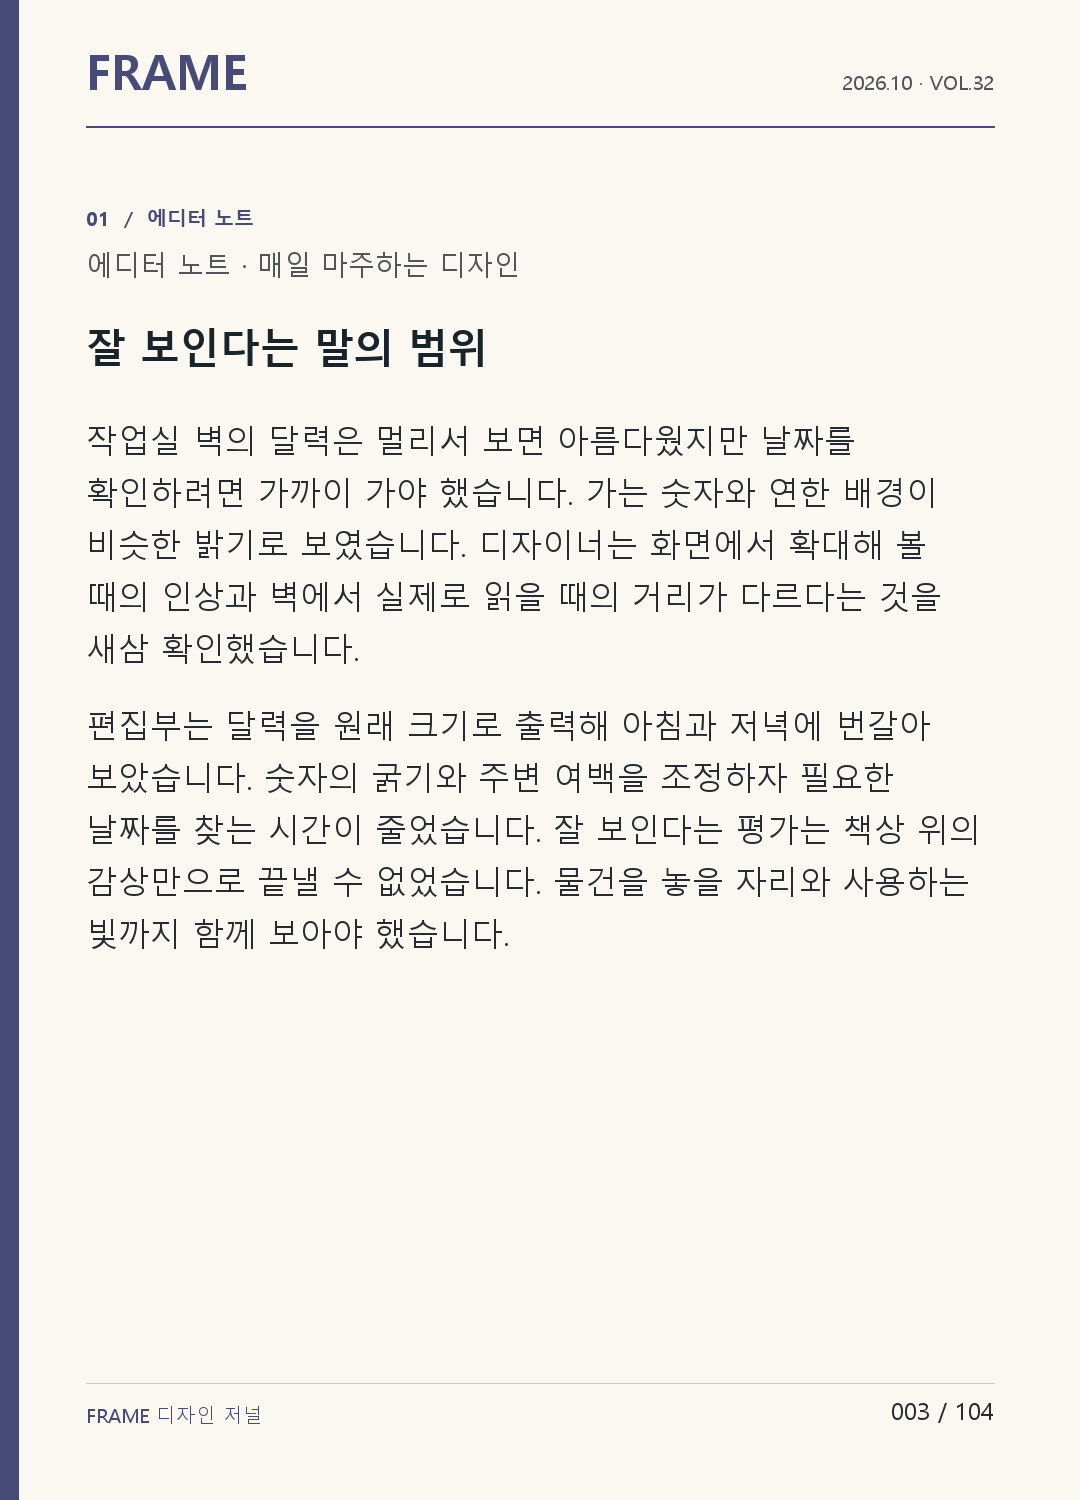 FRAME
2026.10 · VOL.32
01 / 에디터 노트
에디터 노트 · 매일 마주하는 디자인
잘 보인다는 말의 범위
작업실 벽의 달력은 멀리서 보면 아름다웠지만 날짜를
확인하려면 가까이 가야 했습니다. 가는 숫자와 연한 배경이
비슷한 밝기로 보였습니다. 디자이너는 화면에서 확대해 볼
때의 인상과 벽에서 실제로 읽을 때의 거리가 다르다는 것을
새삼 확인했습니다.
편집부는 달력을 원래 크기로 출력해 아침과 저녁에 번갈아
보았습니다. 숫자의 굵기와 주변 여백을 조정하자 필요한
날짜를 찾는 시간이 줄었습니다. 잘 보인다는 평가는 책상 위의
감상만으로 끝낼 수 없었습니다. 물건을 놓을 자리와 사용하는
빛까지 함께 보아야 했습니다.
FRAME 디자인 저널
003 / 104